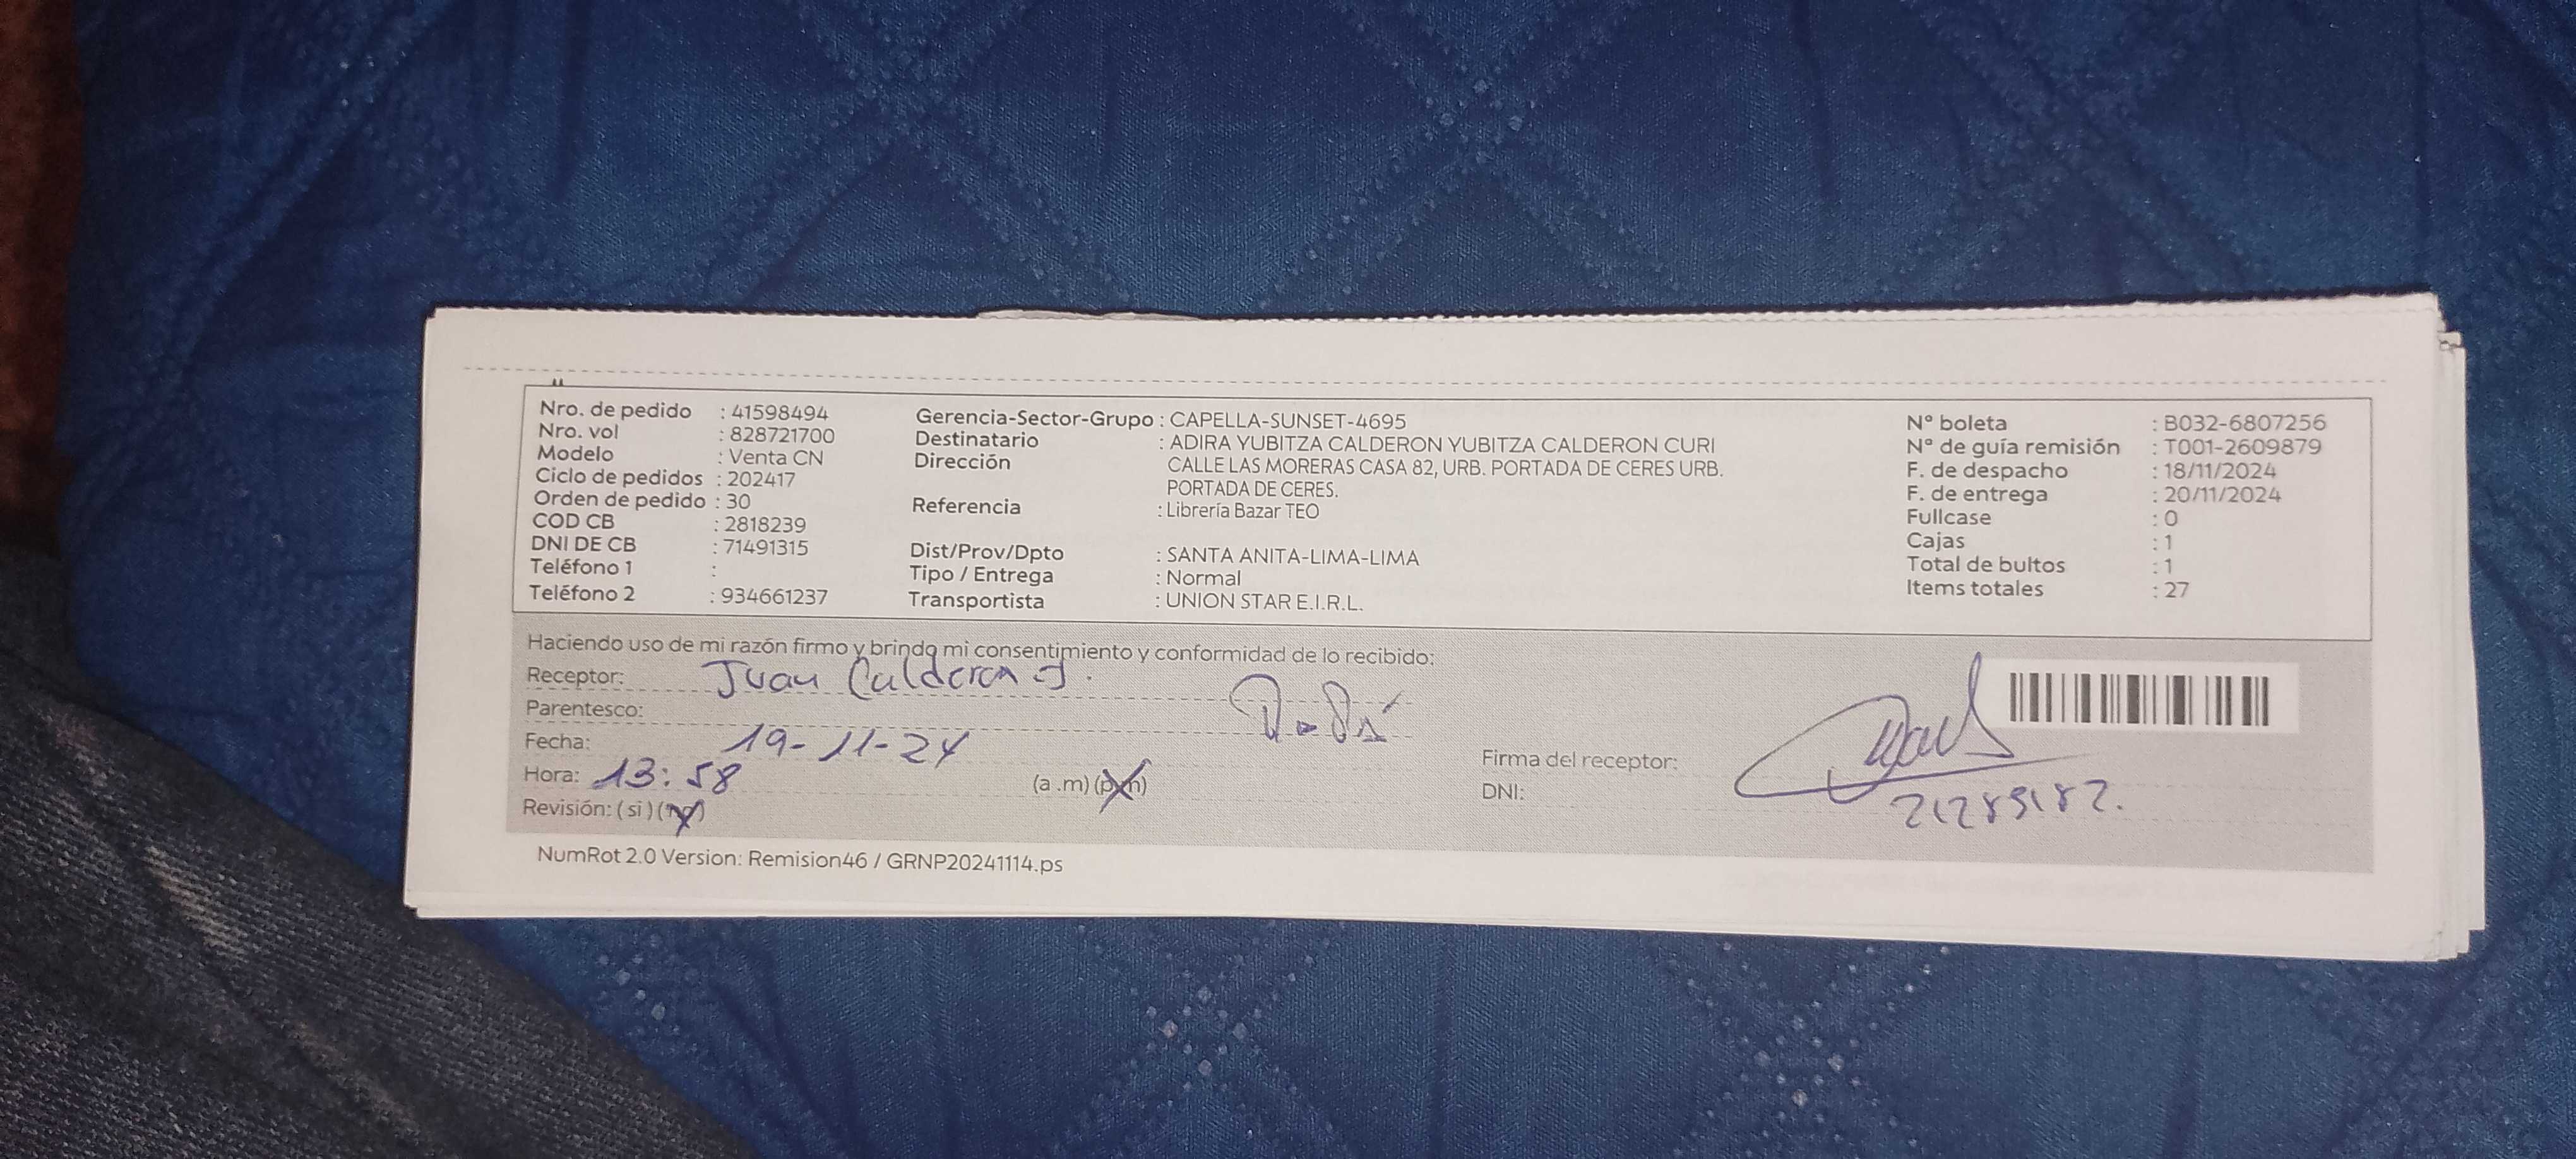 Nro. de pedido : 41598494
Nro. vol : 828721700
Modelo : Venta CN
Ciclo de pedidos : 202417
Orden de pedido : 30
COD CB : 2818239
DNI DE CB : 71491315
Teléfono 1 :
Teléfono 2 : 934661237
Gerencia-Sector-Grupo : CAPELLA-SUNSET-4695
Destinatario : ADIRA YUBITZA CALDERON YUBITZA CALDERON CURI
Dirección CALLE LAS MORERAS CASA 82, URB. PORTADA DE CERES URB.
PORTADA DE CERES.
Referencia : Librería Bazar TEO
Dist/Prov/Dpto : SANTA ANITA-LIMA-LIMA
Tipo / Entrega : Normal
Transportista : UNION STAR E.I.R.L.
N° boleta : B032-6807256
N° de guía remisión : T001-2609879
F. de despacho : 18/11/2024
F. de entrega : 20/11/2024
Fullcase : 0
Cajas : 1
Total de bultos : 1
Items totales : 27
Haciendo uso de mi razón firmo y brindo mi consentimiento y conformidad de lo recibido:
Receptor: Juan Calderon J.
Parentesco: Papá
Fecha: 19-11-24
Hora: 13:58 (a .m) (p.m)
Revisión: ( si ) (no)
Firma del receptor:
DNI: 21289182.
NumRot 2.0 Version: Remision46 / GRNP20241114.ps